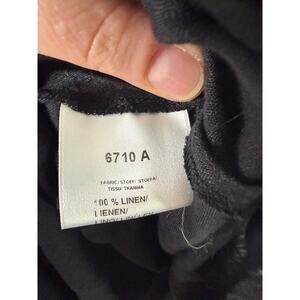 6710 A
FABRIC/ STOFF/ STOFFA/
TISSU/ TKANINA
100 % LINEN/
LIENEN/